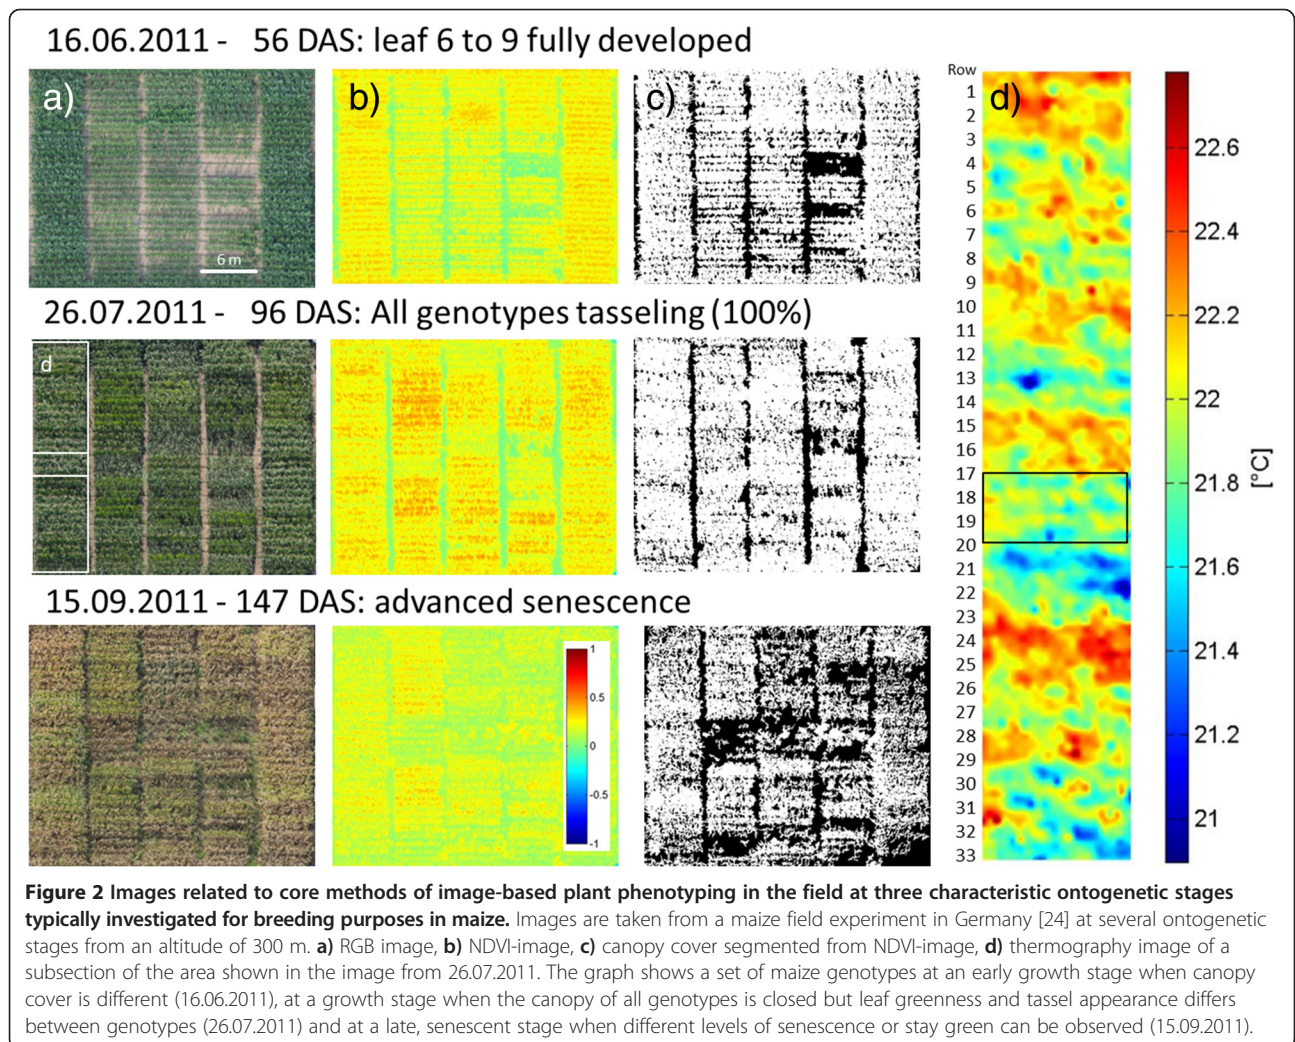 16.06.2011 - 56 DAS: leaf 6 to 9 fully developed
a)
b)
c)
6 m
26.07.2011 - 96 DAS: All genotypes tasseling (100%)
d
15.09.2011 - 147 DAS: advanced senescence
1
0.5
0
-0.5
-1
Row
d)
1
2
3
4
5
6
7
8
9
10
11
12
13
14
15
16
17
18
19
20
21
22
23
24
25
26
27
28
29
30
31
32
33
22.6
22.4
22.2
22
21.8
21.6
21.4
21.2
21
[°C]
Figure 2 Images related to core methods of image-based plant phenotyping in the field at three characteristic ontogenetic stages
typically investigated for breeding purposes in maize. Images are taken from a maize field experiment in Germany [24] at several ontogenetic
stages from an altitude of 300 m. a) RGB image, b) NDVI-image, c) canopy cover segmented from NDVI-image, d) thermography image of a
subsection of the area shown in the image from 26.07.2011. The graph shows a set of maize genotypes at an early growth stage when canopy
cover is different (16.06.2011), at a growth stage when the canopy of all genotypes is closed but leaf greenness and tassel appearance differs
between genotypes (26.07.2011) and at a late, senescent stage when different levels of senescence or stay green can be observed (15.09.2011).